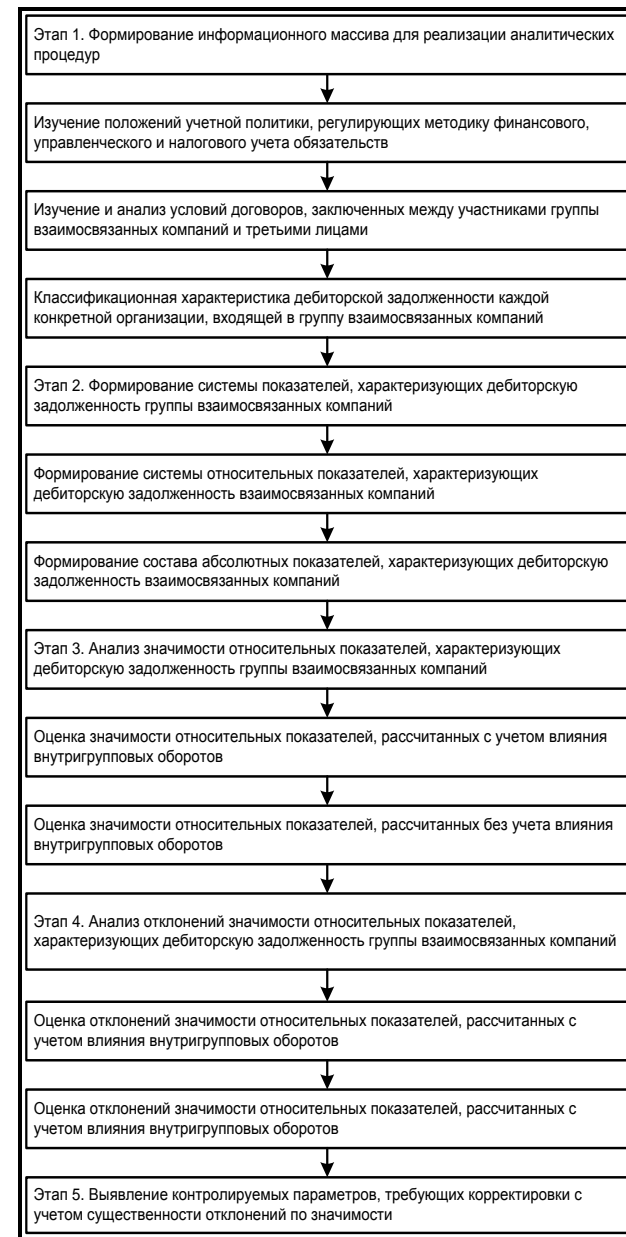 Этап 1. Формирование информационного массива для реализации аналитических
процедур
Изучение положений учетной политики, регулирующих методику финансового,
управленческого и налогового учета обязательств
Изучение и анализ условий договоров, заключенных между участниками группы
взаимосвязанных компаний и третьими лицами
Классификационная характеристика дебиторской задолженности каждой
конкретной организации, входящей в группу взаимосвязанных компаний
Этап 2. Формирование системы показателей, характеризующих дебиторскую
задолженность группы взаимосвязанных компаний
Формирование системы относительных показателей, характеризующих
дебиторскую задолженность взаимосвязанных компаний
Формирование состава абсолютных показателей, характеризующих дебиторскую
задолженность взаимосвязанных компаний
Этап 3. Анализ значимости относительных показателей, характеризующих
дебиторскую задолженность группы взаимосвязанных компаний
Оценка значимости относительных показателей, рассчитанных с учетом влияния
внутригрупповых оборотов
Оценка значимости относительных показателей, рассчитанных без учета влияния
внутригрупповых оборотов
Этап 4. Анализ отклонений значимости относительных показателей,
характеризующих дебиторскую задолженность группы взаимосвязанных компаний
Оценка отклонений значимости относительных показателей, рассчитанных с
учетом влияния внутригрупповых оборотов
Оценка отклонений значимости относительных показателей, рассчитанных с
учетом влияния внутригрупповых оборотов
Этап 5. Выявление контролируемых параметров, требующих корректировки с
учетом существенности отклонений по значимости